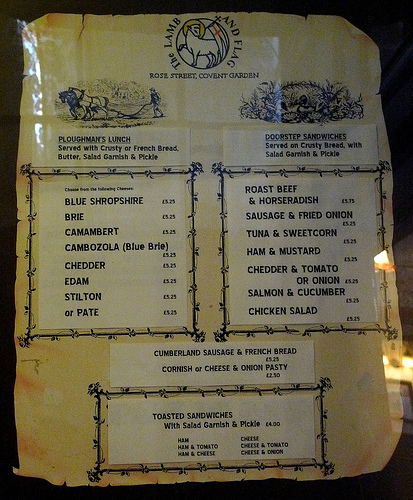 The LAMB AND FLAG
ROSE STREET, COVENT GARDEN
PLOUGHMAN'S LUNCH
Served with Crusty or French Bread,
Butter, Salad Garnish & Pickle
Choose from the following Cheeses:
BLUE SHROPSHIRE £5.25
BRIE £5.25
CAMAMBERT £5.25
CAMBOZOLA (Blue Brie) £5.25
CHEDDER £5.25
EDAM £5.25
STILTON £5.25
or PATE £5.25
DOORSTEP SANDWICHES
Served on Crusty Bread, with
Salad Garnish & Pickle
ROAST BEEF
& HORSERADISH £5.75
SAUSAGE & FRIED ONION £5.25
TUNA & SWEETCORN £5.25
HAM & MUSTARD £5.25
CHEDDER & TOMATO
OR ONION £5.25
SALMON & CUCUMBER £5.25
CHICKEN SALAD £5.25
CUMBERLAND SAUSAGE & FRENCH BREAD
£5.25
CORNISH or CHEESE & ONION PASTY
£2.50
TOASTED SANDWICHES
With Salad Garnish & Pickle £4.00
HAM CHEESE
HAM & TOMATO CHEESE & TOMATO
HAM & CHEESE CHEESE & ONION